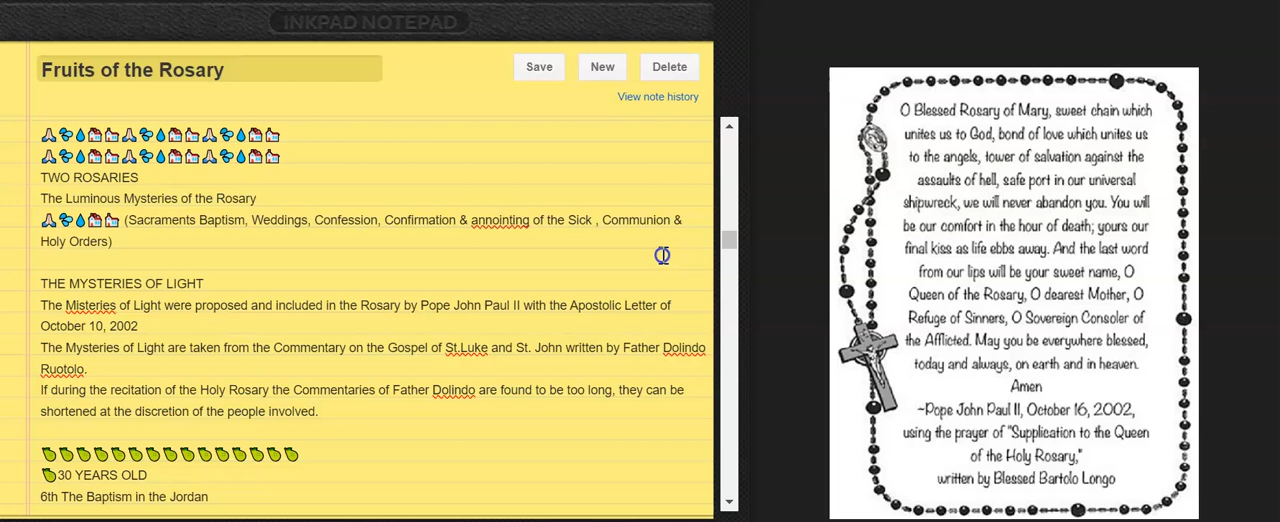 INKPAD NOTEPAD
Fruits of the Rosary
Save
New
Delete
View note history
TWO ROSARIES
The Luminous Mysteries of the Rosary
(Sacraments Baptism, Weddings, Confession, Confirmation & annointing of the Sick , Communion &
Holy Orders)
THE MYSTERIES OF LIGHT
The Misteries of Light were proposed and included in the Rosary by Pope John Paul II with the Apostolic Letter of
October 10, 2002
The Mysteries of Light are taken from the Commentary on the Gospel of St.Luke and St. John written by Father Dolindo
Ruotolo.
If during the recitation of the Holy Rosary the Commentaries of Father Dolindo are found to be too long, they can be
shortened at the discretion of the people involved.
30 YEARS OLD
6th The Baptism in the Jordan
O Blessed Rosary of Mary, sweet chain which
unites us to God, bond of love which unites us
to the angels, tower of salvation against the
assaults of hell, safe port in our universal
shipwreck, we will never abandon you. You will
be our comfort in the hour of death; yours our
final kiss as life ebbs away. And the last word
from our lips will be your sweet name, O
Queen of the Rosary, O dearest Mother, O
Refuge of Sinners, O Sovereign Consoler of
the Afflicted. May you be everywhere blessed,
today and always, on earth and in heaven.
Amen
~Pope John Paul II, October 16, 2002,
using the prayer of "Supplication to the Queen
of the Holy Rosary,"
written by Blessed Bartolo Longo